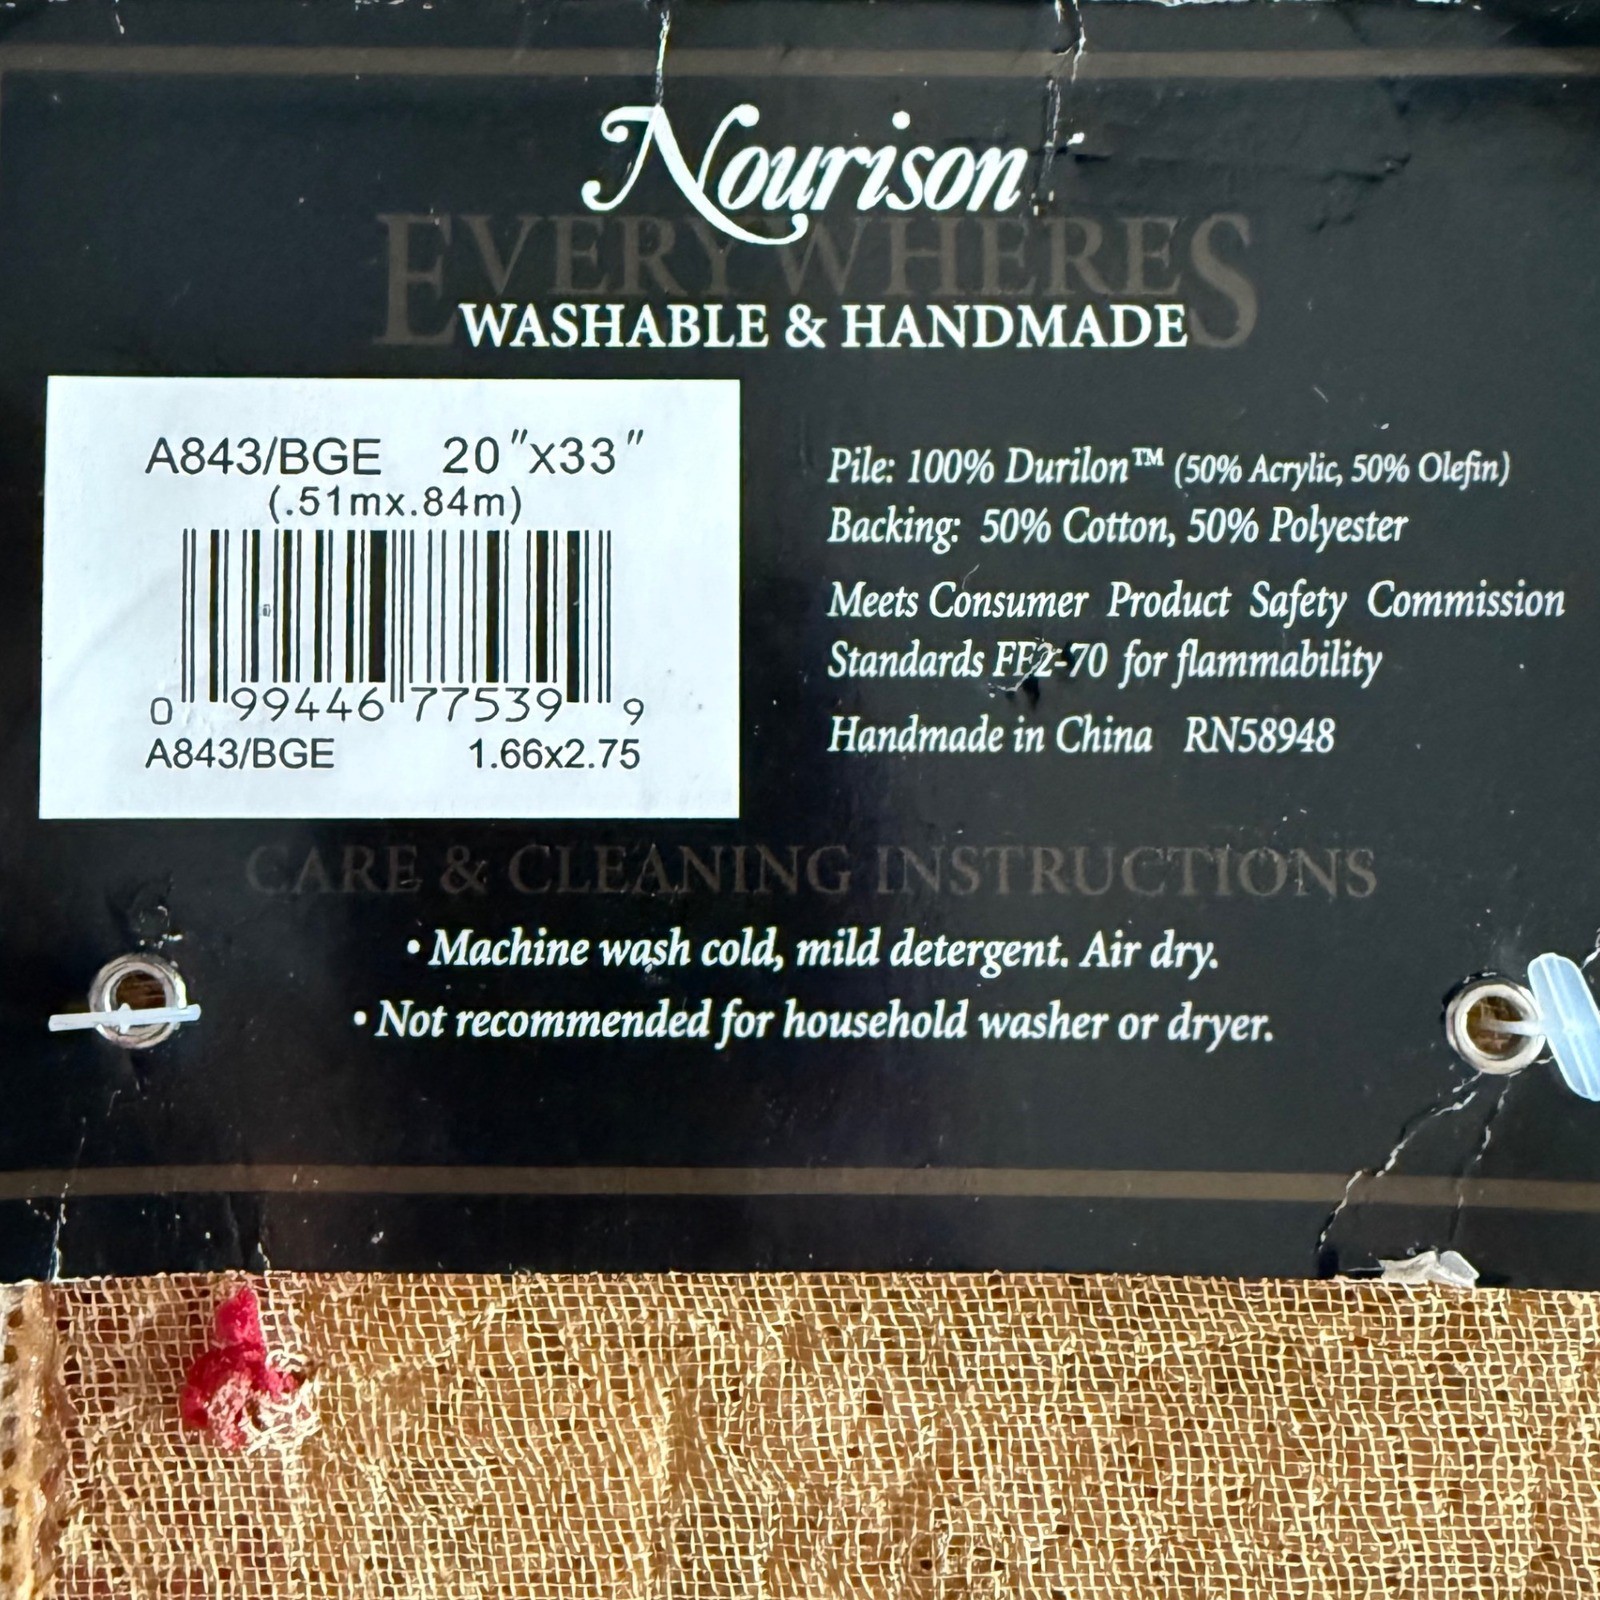 Nourison
EVERYWHERES
WASHABLE & HANDMADE
A843/BGE 20"x33"
(.51mx.84m)
0 99446 77539 9
A843/BGE 1.66x2.75
Pile: 100% Durilon™ (50% Acrylic, 50% Olefin)
Backing: 50% Cotton, 50% Polyester
Meets Consumer Product Safety Commission
Standards FF2-70 for flammability
Handmade in China RN58948
CARE & CLEANING INSTRUCTIONS
• Machine wash cold, mild detergent. Air dry.
• Not recommended for household washer or dryer.